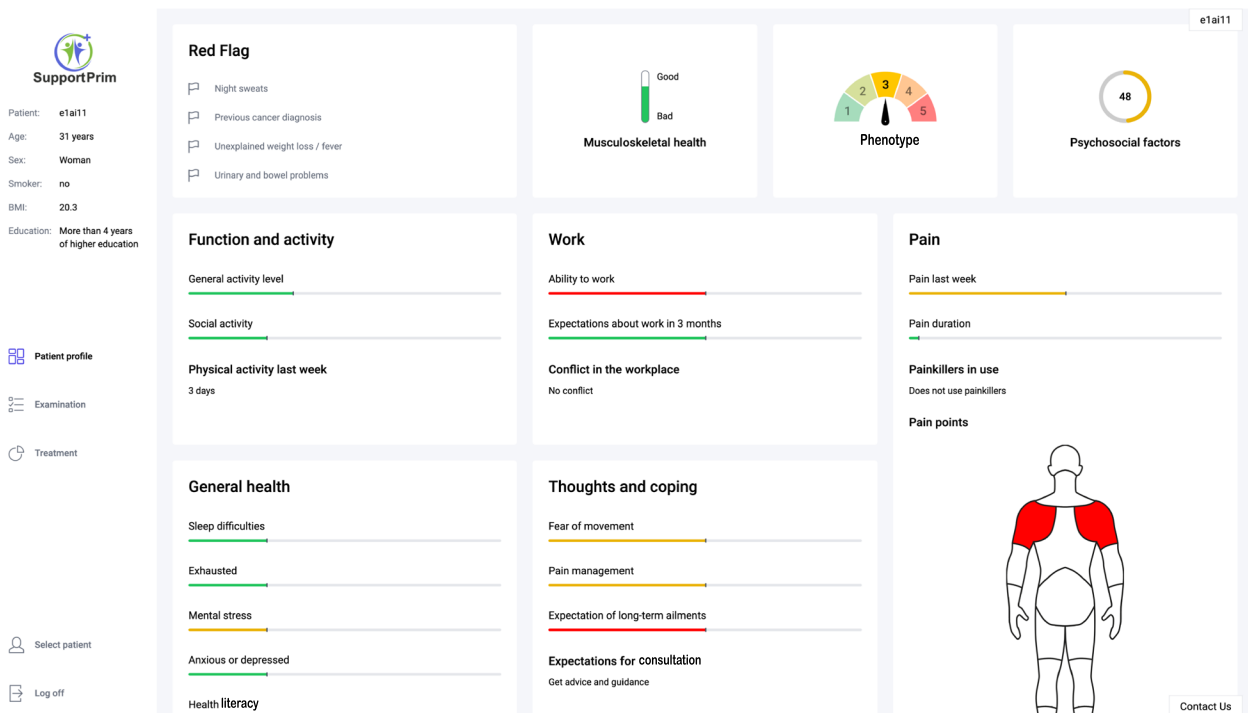 e1ai11
SupportPrim
Patient: e1ai11
Age: 31 years
Sex: Woman
Smoker: no
BMI: 20.3
Education: More than 4 years
of higher education
Patient profile
Examination
Treatment
Select patient
Log off
Red Flag
Night sweats
Previous cancer diagnosis
Unexplained weight loss / fever
Urinary and bowel problems
Good
Bad
Musculoskeletal health
1 2 3 4 5
Phenotype
48
Psychosocial factors
Function and activity
General activity level
Social activity
Physical activity last week
3 days
Work
Ability to work
Expectations about work in 3 months
Conflict in the workplace
No conflict
Pain
Pain last week
Pain duration
Painkillers in use
Does not use painkillers
Pain points
General health
Sleep difficulties
Exhausted
Mental stress
Anxious or depressed
Health literacy
Thoughts and coping
Fear of movement
Pain management
Expectation of long-term ailments
Expectations for consultation
Get advice and guidance
Contact Us